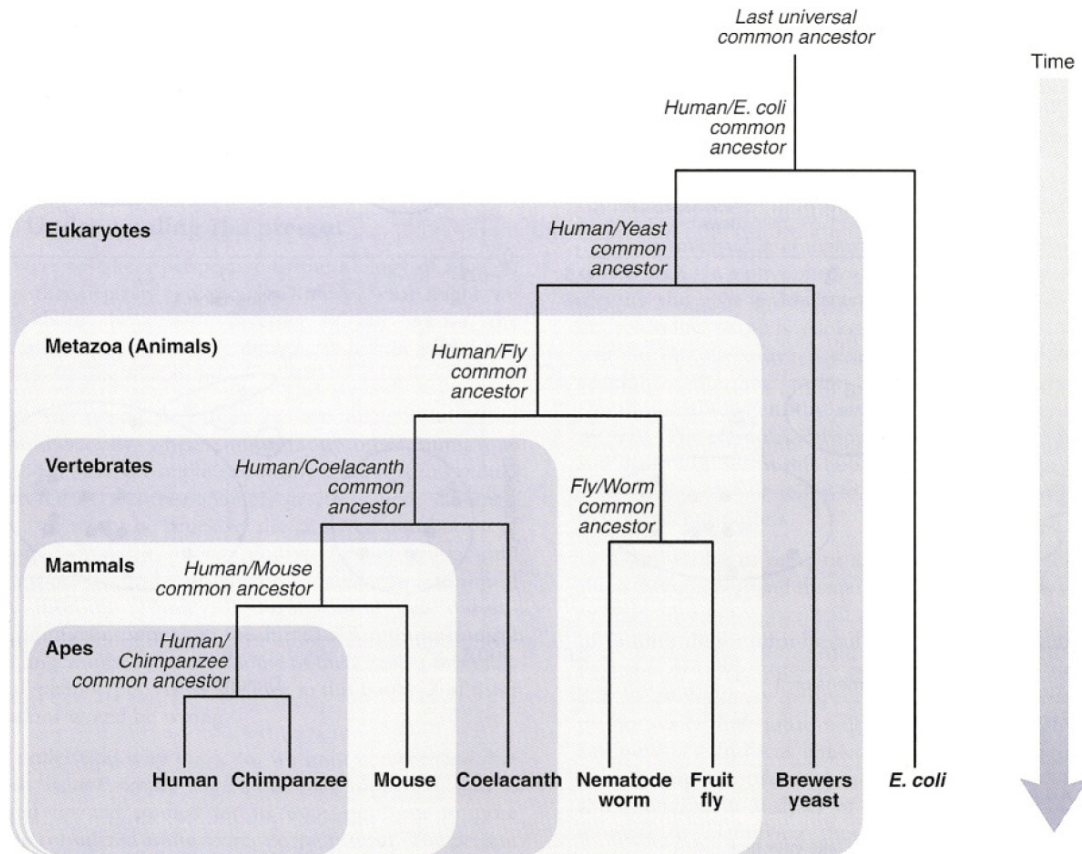 Last universal
common ancestor
Time
Human/E. coli
common
ancestor
Eukaryotes
Human/Yeast
common
ancestor
Metazoa (Animals)
Human/Fly
common
ancestor
Vertebrates
Human/Coelacanth
common
ancestor
Fly/Worm
common
ancestor
Mammals
Human/Mouse
common ancestor
Apes
Human/
Chimpanzee
common ancestor
Human
Chimpanzee
Mouse
Coelacanth
Nematode
worm
Fruit
fly
Brewers
yeast
E. coli